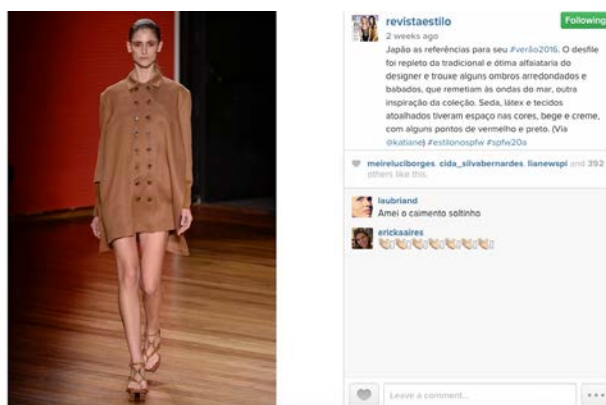 revistaestilo
Following
2 weeks ago
Japão as referências para seu #verão2016. O desfile
foi repleto da tradicional e ótima alfaiataria do
designer e trouxe alguns ombros arredondados e
babados, que remetiam às ondas do mar, outra
inspiração da coleção. Seda, látex e tecidos
atoalhados tiveram espaço nas cores, bege e creme,
com alguns pontos de vermelho e preto. (Via
@katiane) #estilonospfw #spfw20a
meireluciborges, cida_silvabernardes, lianewspl and 392
others like this.
laubriand
Amei o caimento soltinho
erickaaires
Leave a comment...